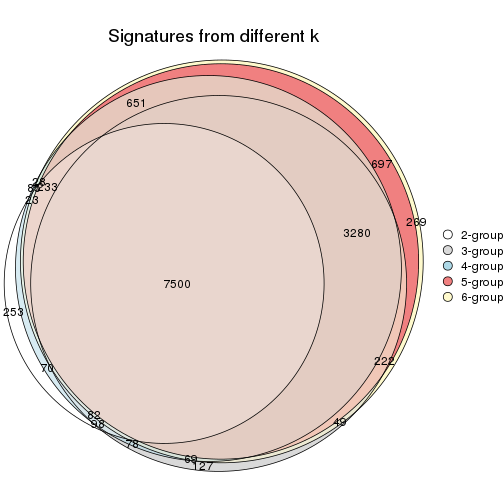 Signatures from different k
651
697
28
233
23
269
3280
2-group
3-group
4-group
5-group
6-group
7500
253
222
70
82
98
49
78
69
127